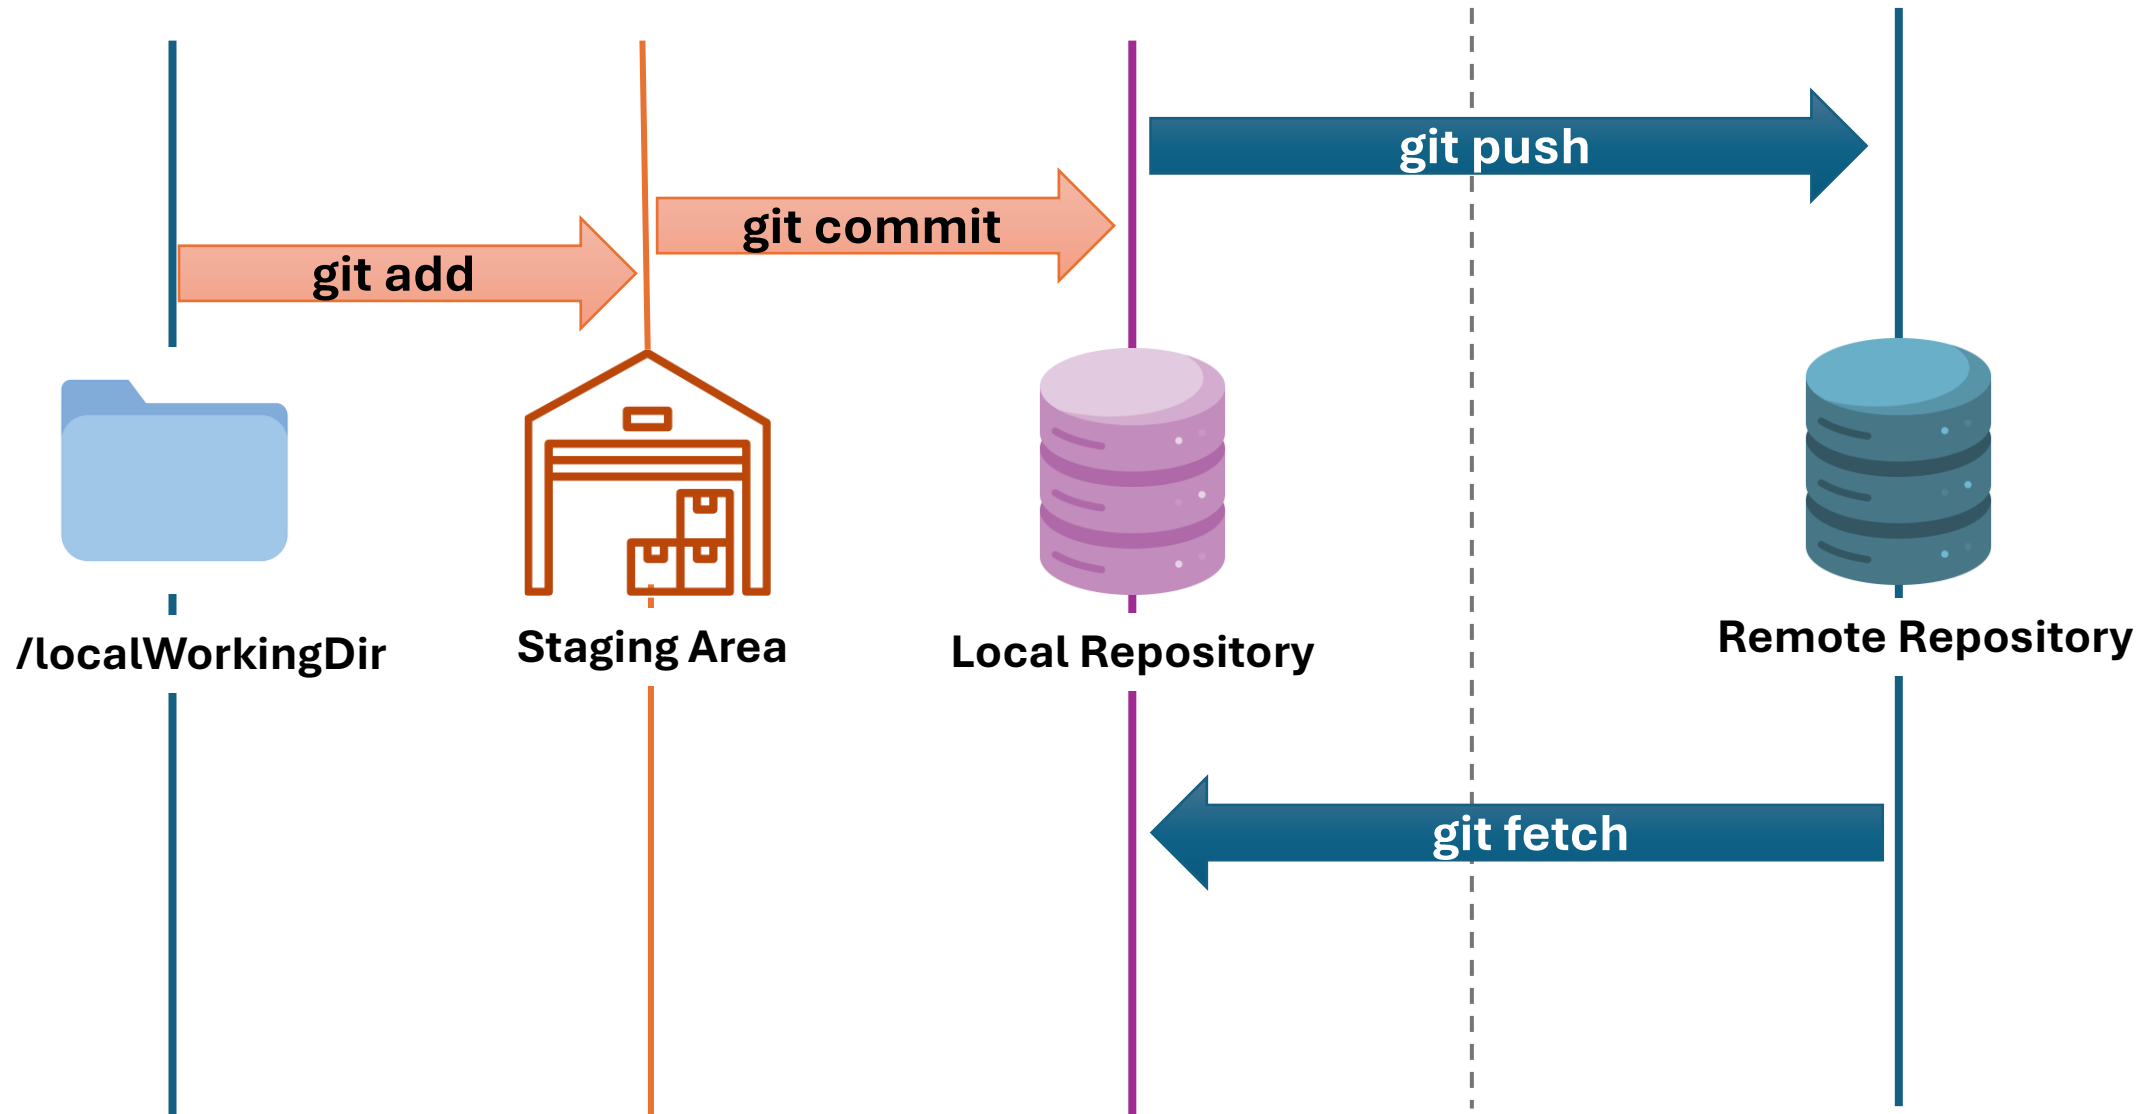 git push
git commit
git add
/localWorkingDir
Staging Area
Local Repository
Remote Repository
git fetch